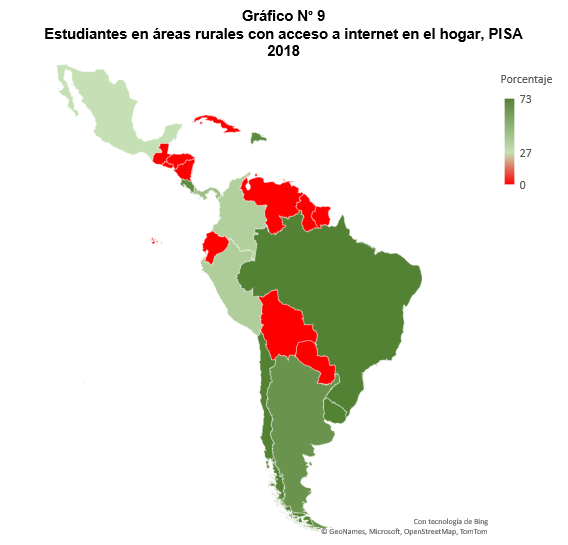 Gráfico N° 9
Estudiantes en áreas rurales con acceso a internet en el hogar, PISA
2018
Porcentaje
73
27
0
Con tecnología de Bing
© GeoNames, Microsoft, OpenStreetMap, TomTom